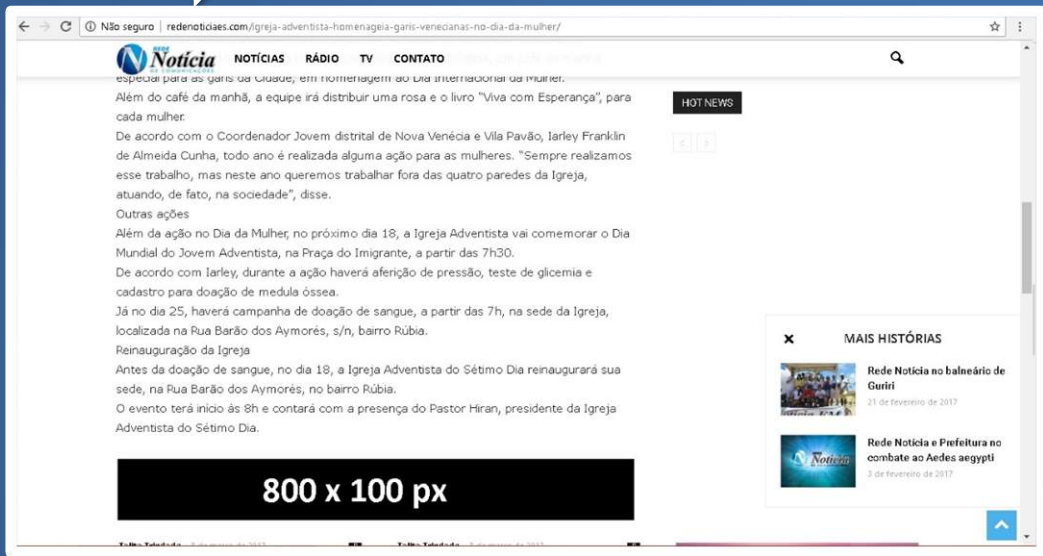 Não seguro | redenoticiaes.com/igreja-adventista-homenageia-garis-venecianas-no-dia-da-mulher/
REDE
Notícia
DE COMUNICAÇÕES
NOTÍCIAS RÁDIO TV CONTATO
especial para as garis da Cidade, em homenagem ao Dia Internacional da Mulher.
Além do café da manhã, a equipe irá distribuir uma rosa e o livro "Viva com Esperança", para
cada mulher.
De acordo com o Coordenador Jovem distrital de Nova Venécia e Vila Pavão, Iarley Franklin
de Almeida Cunha, todo ano é realizada alguma ação para as mulheres. "Sempre realizamos
esse trabalho, mas neste ano queremos trabalhar fora das quatro paredes da Igreja,
atuando, de fato, na sociedade", disse.
Outras ações
Além da ação no Dia da Mulher, no próximo dia 18, a Igreja Adventista vai comemorar o Dia
Mundial do Jovem Adventista, na Praça do Imigrante, a partir das 7h30.
De acordo com Iarley, durante a ação haverá aferição de pressão, teste de glicemia e
cadastro para doação de medula óssea.
Já no dia 25, haverá campanha de doação de sangue, a partir das 7h, na sede da Igreja,
localizada na Rua Barão dos Aymorés, s/n, bairro Rúbia.
Reinauguração da Igreja
Antes da doação de sangue, no dia 18, a Igreja Adventista do Sétimo Dia reinaugurará sua
sede, na Rua Barão dos Aymorés, no bairro Rúbia.
O evento terá início às 8h e contará com a presença do Pastor Hiran, presidente da Igreja
Adventista do Sétimo Dia.
800 x 100 px
HOT NEWS
MAIS HISTÓRIAS
Rede Notícia no balneário de
Guriri
21 de fevereiro de 2017
Notícia
Rede Notícia e Prefeitura no
combate ao Aedes aegypti
3 de fevereiro de 2017